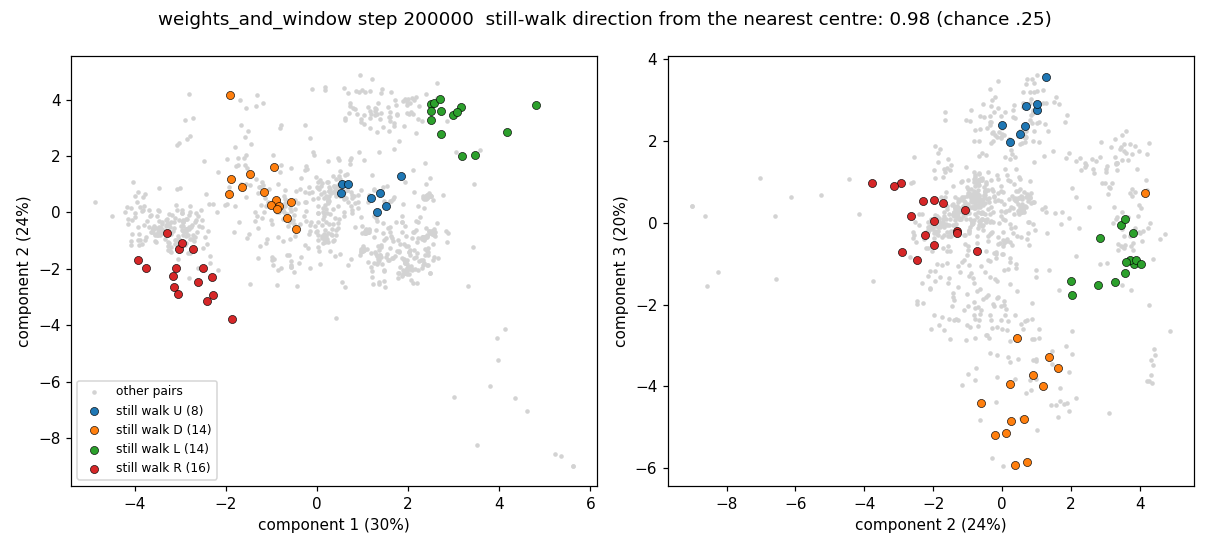 weights_and_window step 200000  still-walk direction from the nearest centre: 0.98 (chance .25)
4
2
0
−2
−4
−6
−8
component 2 (24%)
other pairs
still walk U (8)
still walk D (14)
still walk L (14)
still walk R (16)
−4
−2
0
2
4
6
component 1 (30%)
4
2
0
−2
−4
−6
component 3 (20%)
−8
−6
−4
−2
0
2
4
component 2 (24%)